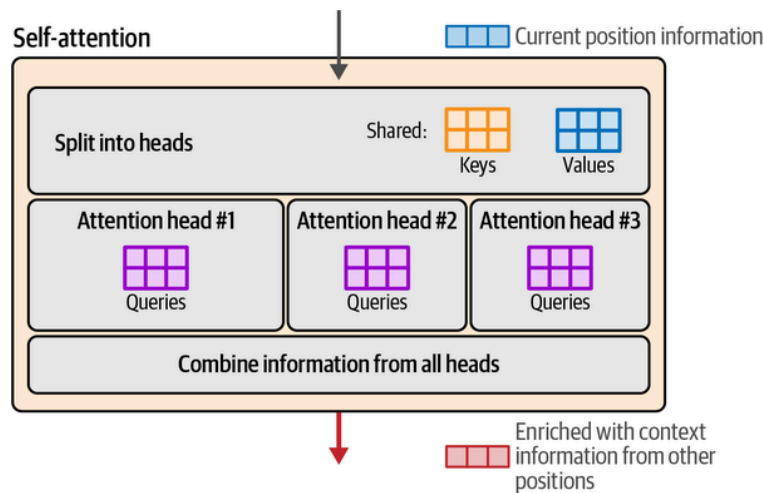 Self-attention
Current position information
Split into heads
Shared:
Keys
Values
Attention head #1
Attention head #2
Attention head #3
Queries
Queries
Queries
Combine information from all heads
Enriched with context
information from other
positions